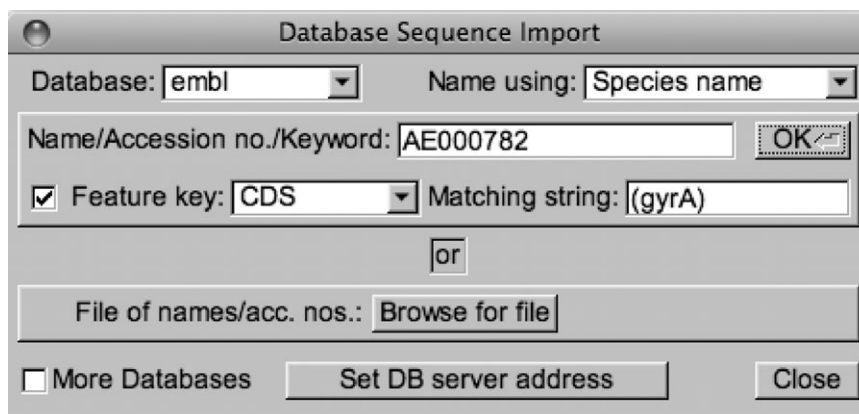 Database Sequence Import
Database: embl Name using: Species name
Name/Accession no./Keyword: AE000782 OK
Feature key: CDS Matching string: (gyrA)
or
File of names/acc. nos.: Browse for file
More Databases Set DB server address Close